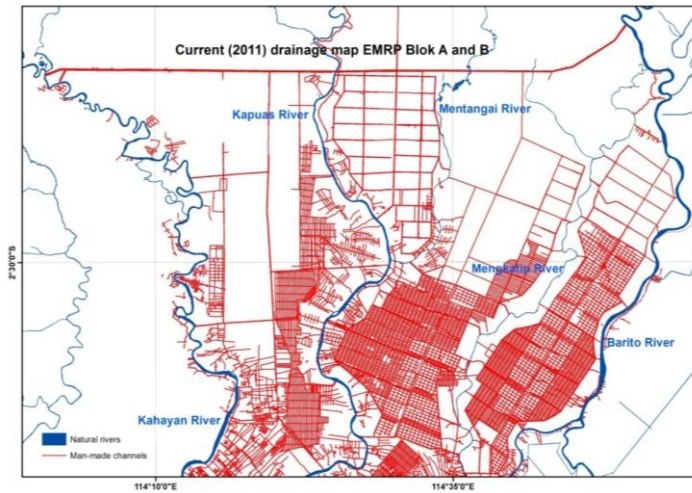 Current (2011) drainage map EMRP Blok A and B
Kapuas River
Mentangai River
2°30'0"S
Mengkatip River
Barito River
Kahayan River
Natural rivers
Man-made channels
114°10'0"E
114°35'0"E